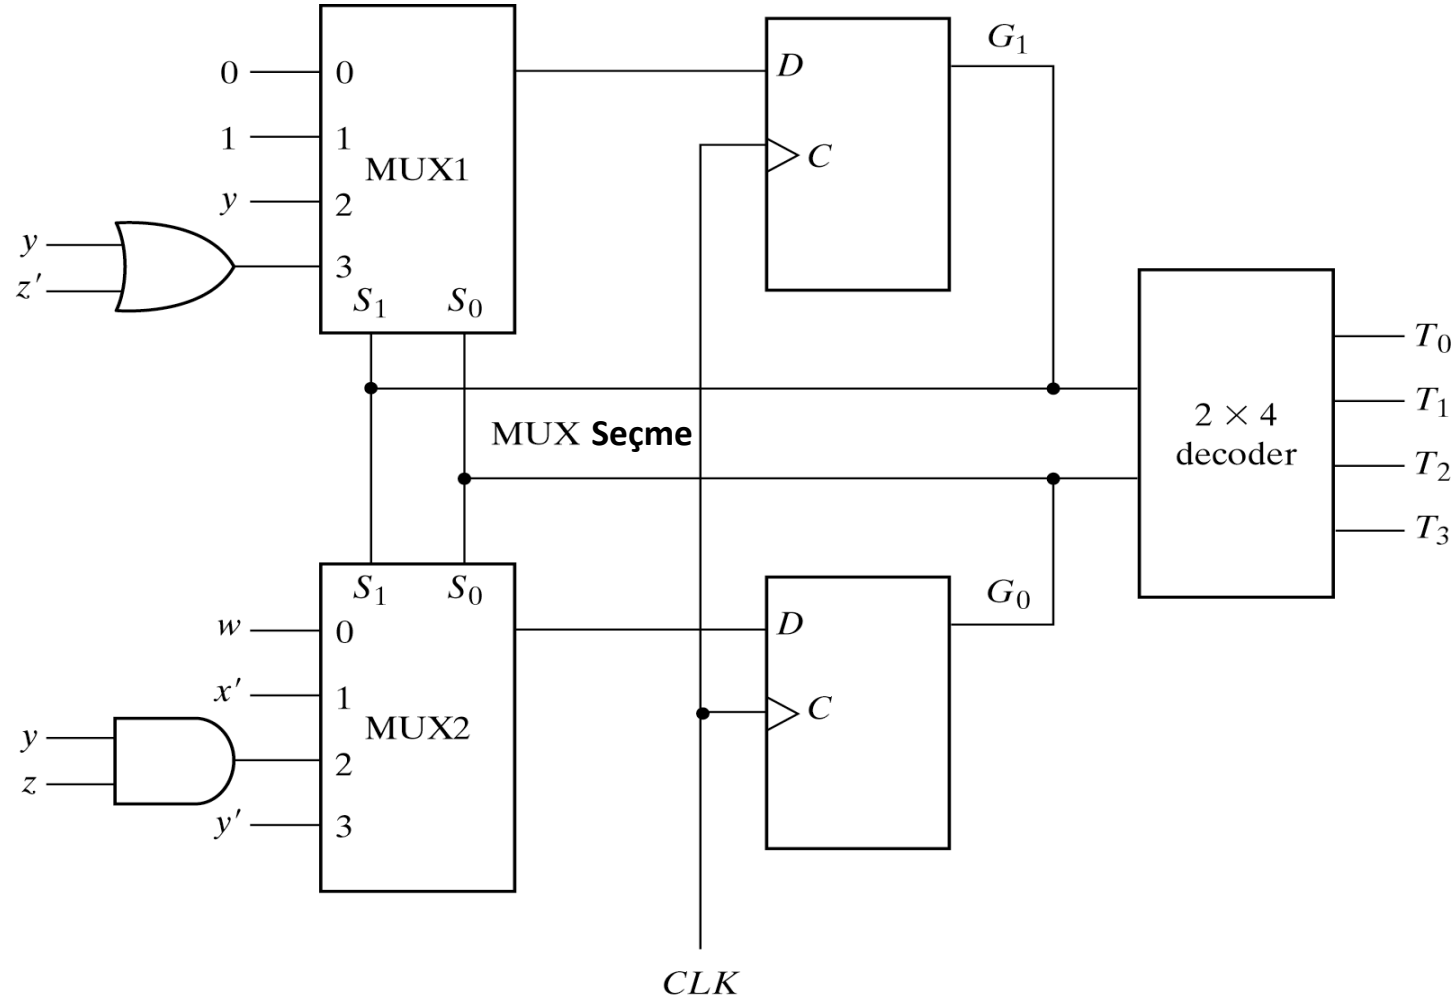 0 0
1 1
MUX1
y 2
y
z′
3
S₁ S₀
D
C
G₁
MUX Seçme
2 × 4
decoder
T₀
T₁
T₂
T₃
S₁ S₀
w 0
x′ 1
MUX2
y
z
2
y′ 3
D
C
G₀
CLK